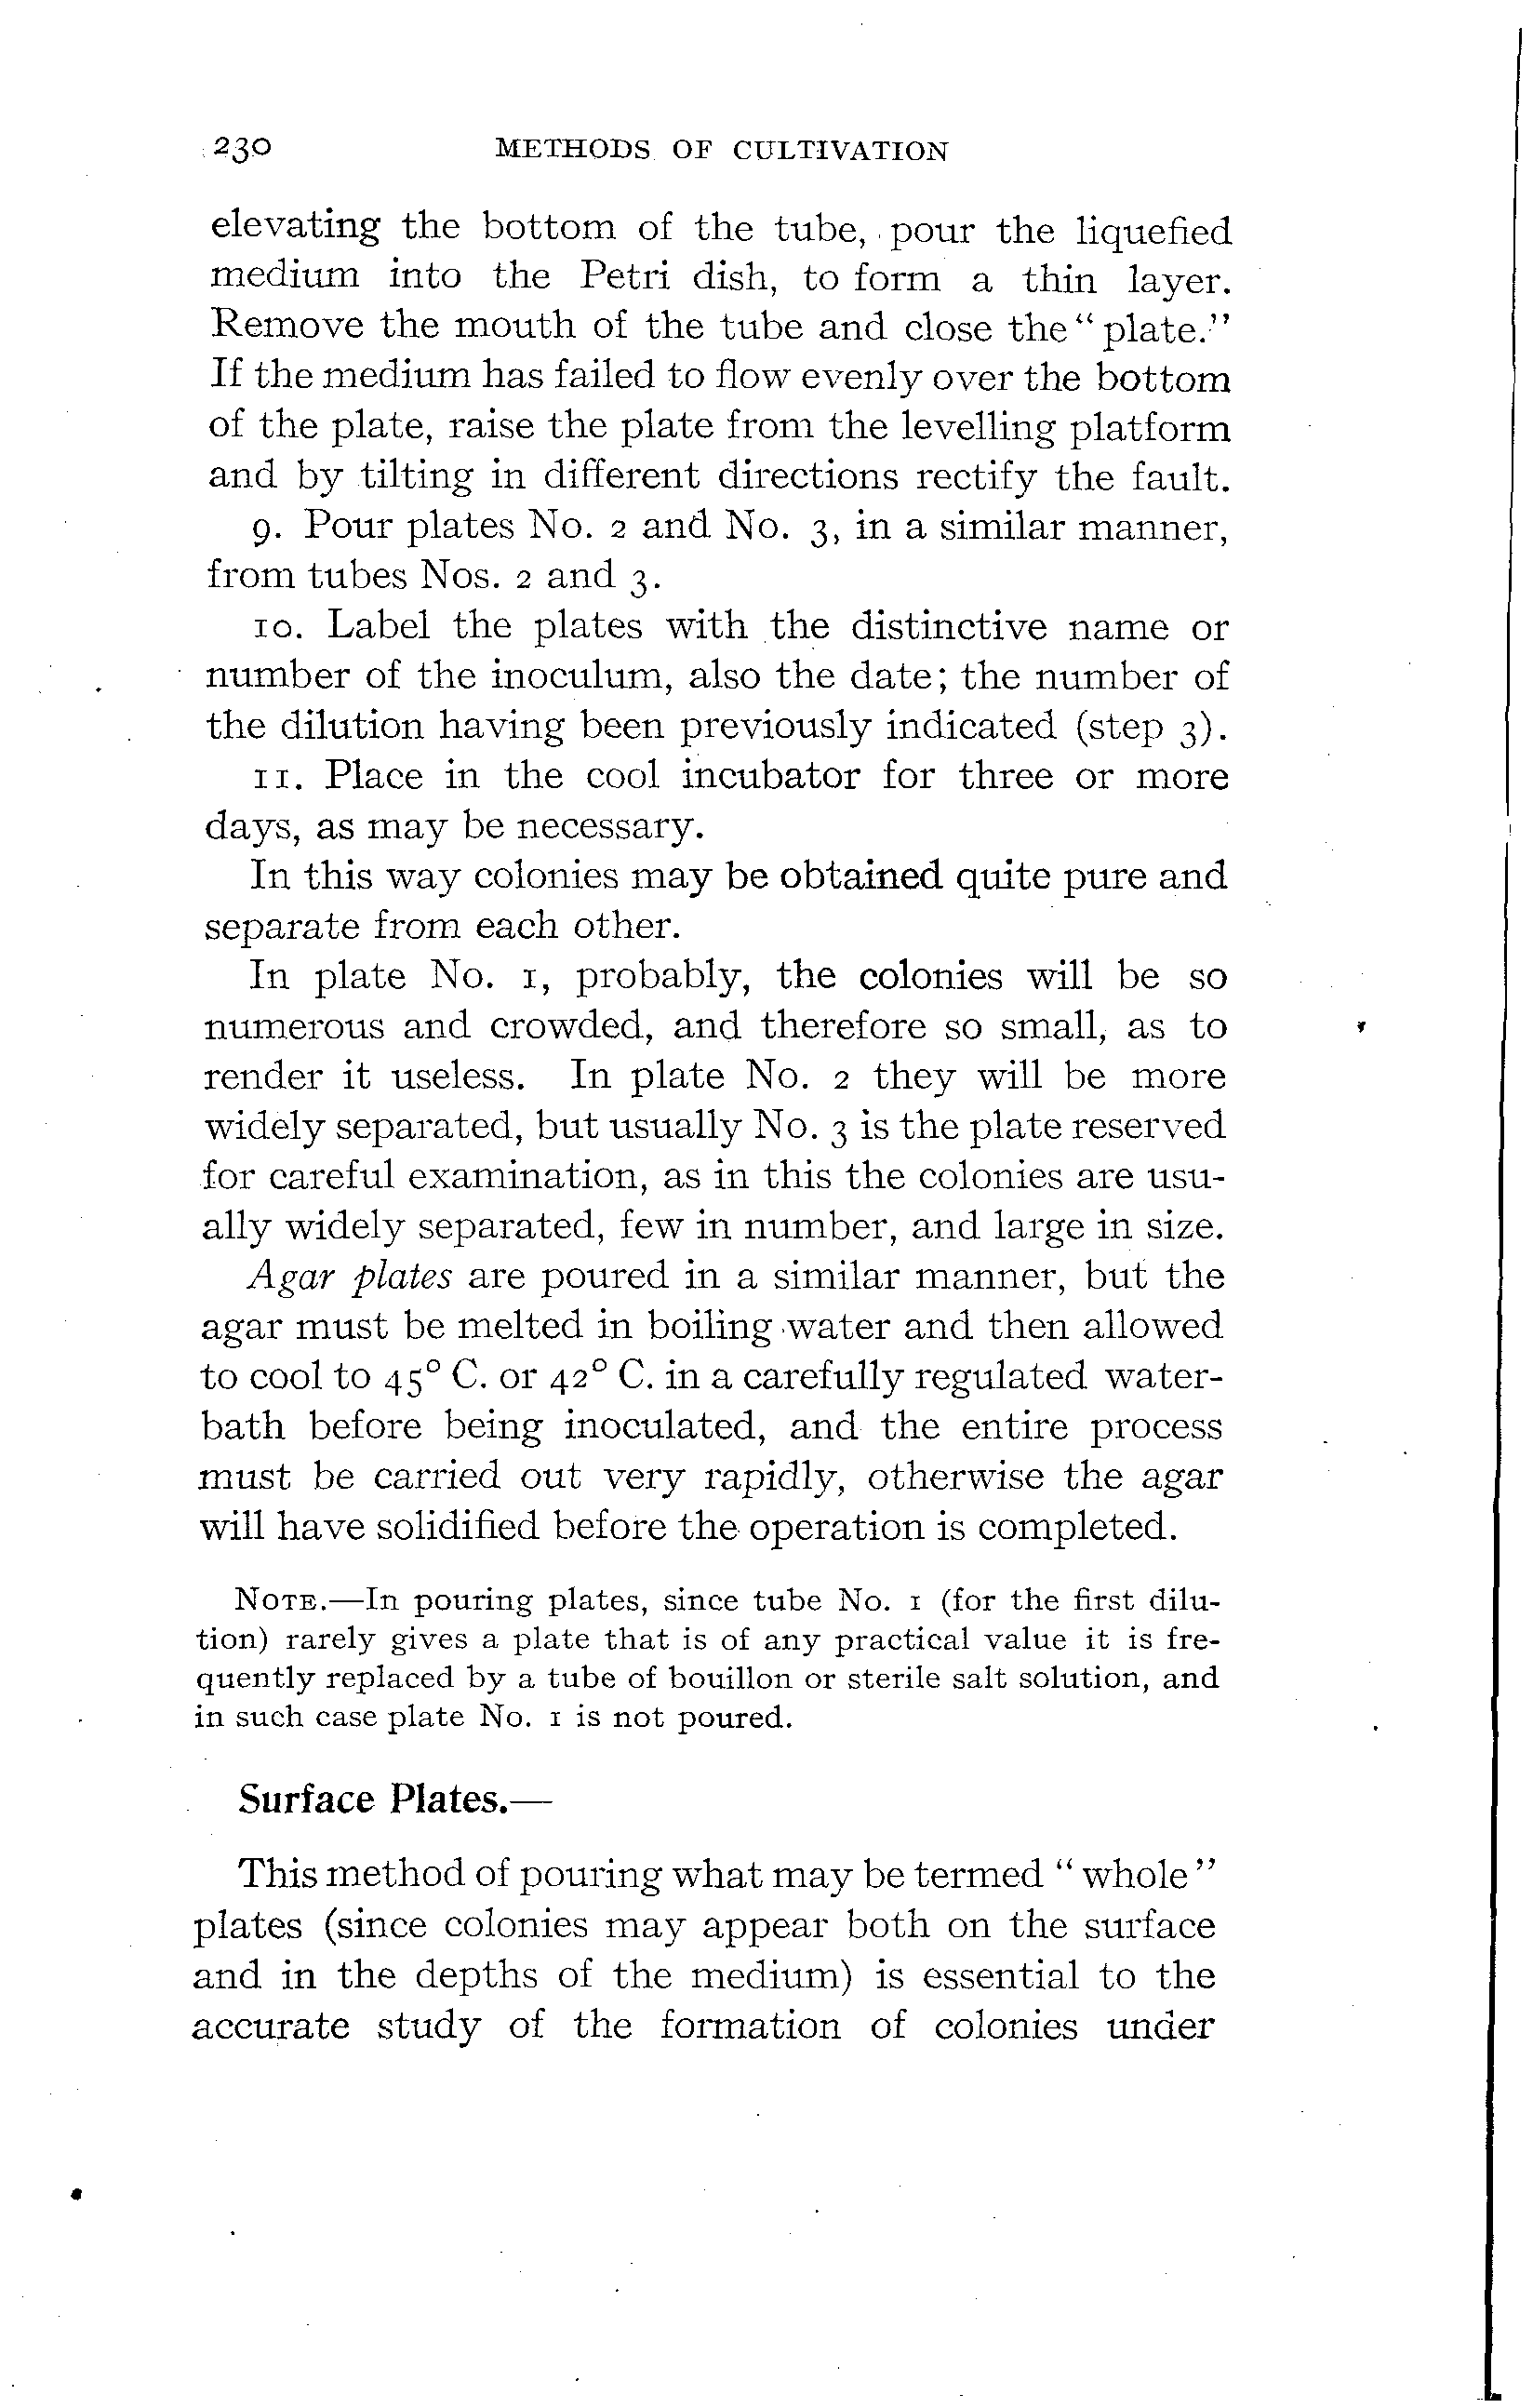 230 METHODS OF CULTIVATION
elevating the bottom of the tube, pour the liquefied
medium into the Petri dish, to form a thin layer.
Remove the mouth of the tube and close the "plate."
If the medium has failed to flow evenly over the bottom
of the plate, raise the plate from the levelling platform
and by tilting in different directions rectify the fault.
9. Pour plates No. 2 and No. 3, in a similar manner,
from tubes Nos. 2 and 3.
10. Label the plates with the distinctive name or
number of the inoculum, also the date; the number of
the dilution having been previously indicated (step 3).
11. Place in the cool incubator for three or more
days, as may be necessary.
In this way colonies may be obtained quite pure and
separate from each other.
In plate No. 1, probably, the colonies will be so
numerous and crowded, and therefore so small, as to
render it useless. In plate No. 2 they will be more
widely separated, but usually No. 3 is the plate reserved
for careful examination, as in this the colonies are usu-
ally widely separated, few in number, and large in size.
Agar plates are poured in a similar manner, but the
agar must be melted in boiling water and then allowed
to cool to 45° C. or 42° C. in a carefully regulated water-
bath before being inoculated, and the entire process
must be carried out very rapidly, otherwise the agar
will have solidified before the operation is completed.
NOTE.—In pouring plates, since tube No. 1 (for the first dilu-
tion) rarely gives a plate that is of any practical value it is fre-
quently replaced by a tube of bouillon or sterile salt solution, and
in such case plate No. 1 is not poured.
Surface Plates.—
This method of pouring what may be termed "whole"
plates (since colonies may appear both on the surface
and in the depths of the medium) is essential to the
accurate study of the formation of colonies under